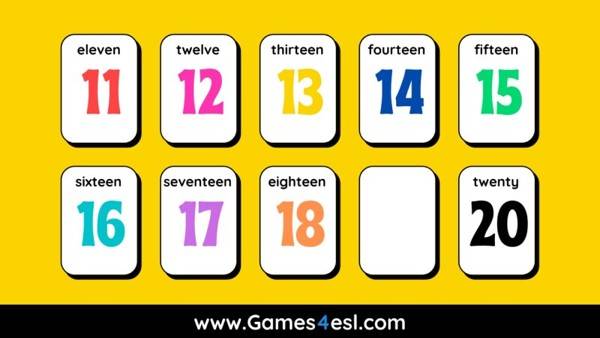 eleven twelve thirteen fourteen fifteen
11 12 13 14 15
sixteen seventeen eighteen twenty
16 17 18 20
www.Games4esl.com